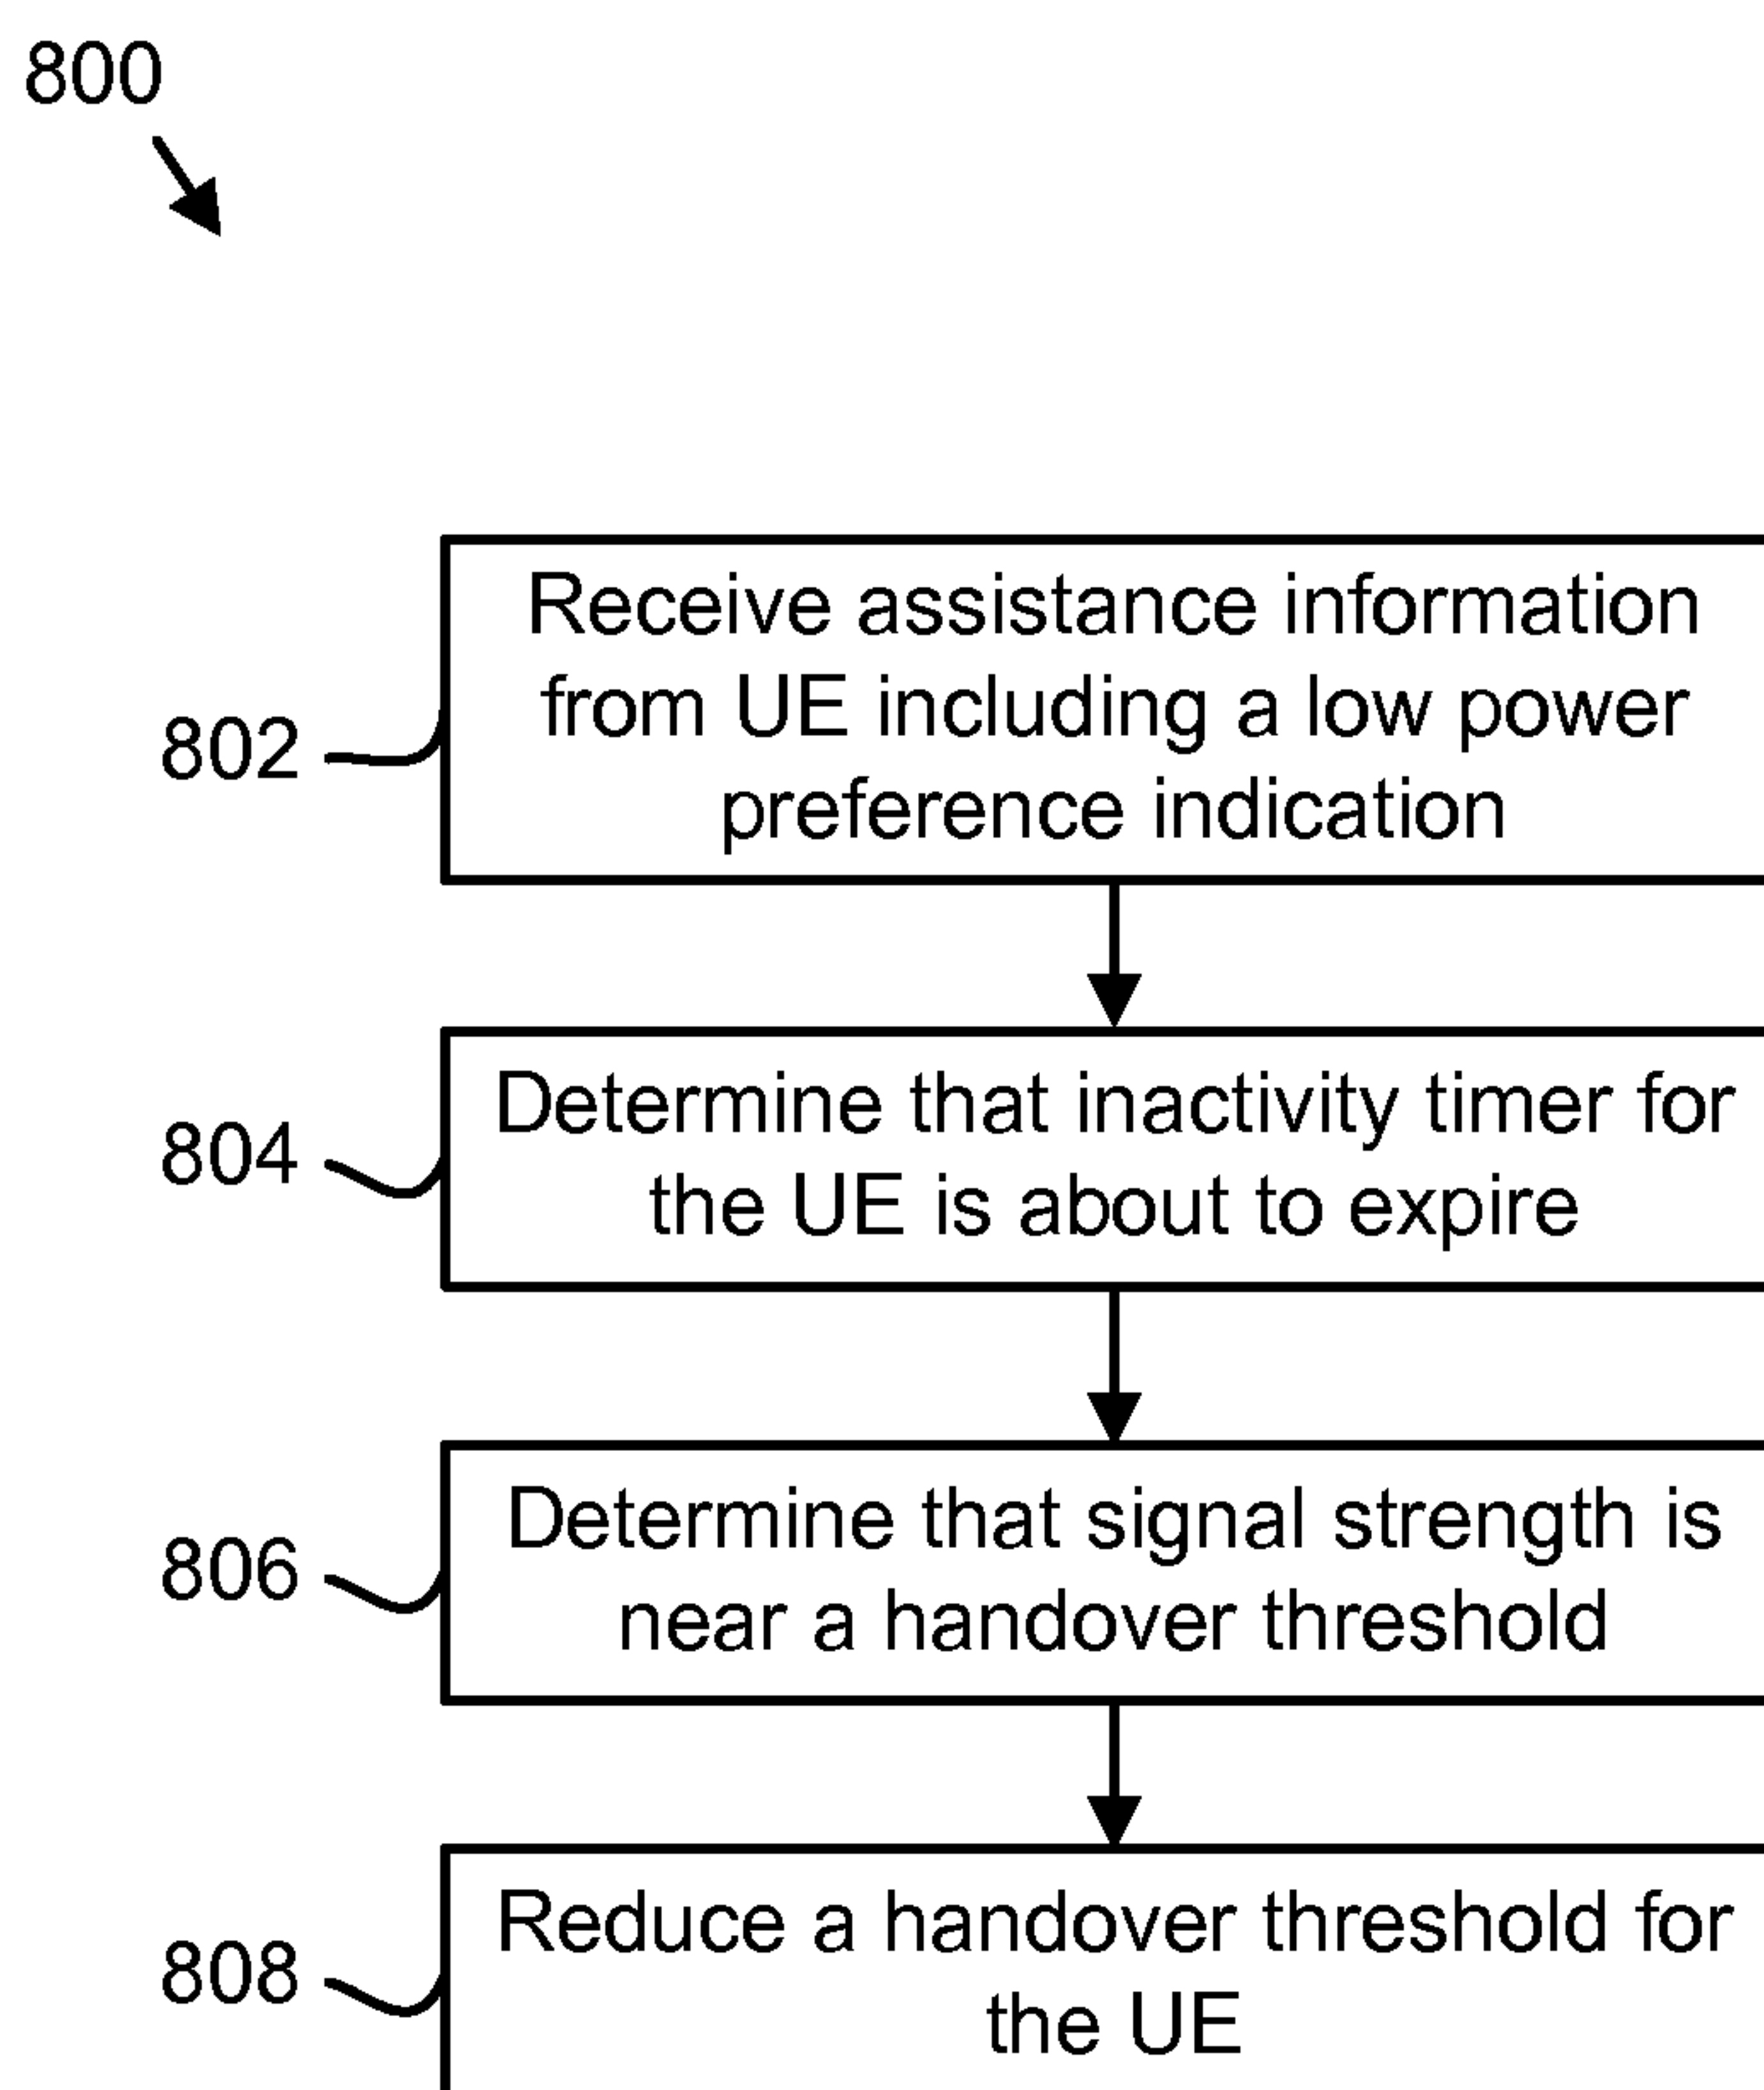 800
Receive assistance information
from UE including a low power
preference indication
802
Determine that inactivity timer for
the UE is about to expire
804
Determine that signal strength is
near a handover threshold
806
Reduce a handover threshold for
the UE
808